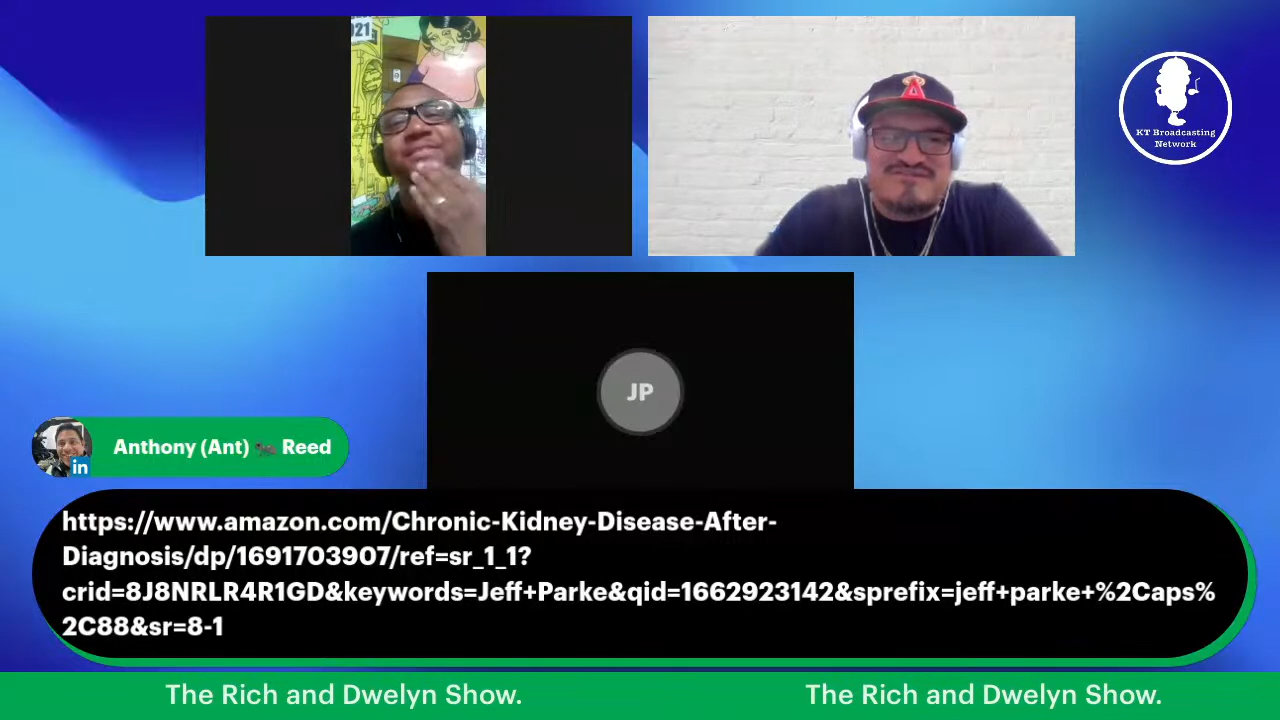 021
KT Broadcasting
Network
JP
Anthony (Ant) 🐜 Reed
in
https://www.amazon.com/Chronic-Kidney-Disease-After-
Diagnosis/dp/1691703907/ref=sr_1_1?
crid=8J8NRLR4R1GD&keywords=Jeff+Parke&qid=1662923142&sprefix=jeff+parke+%2Caps%
2C88&sr=8-1
The Rich and Dwelyn Show. The Rich and Dwelyn Show.